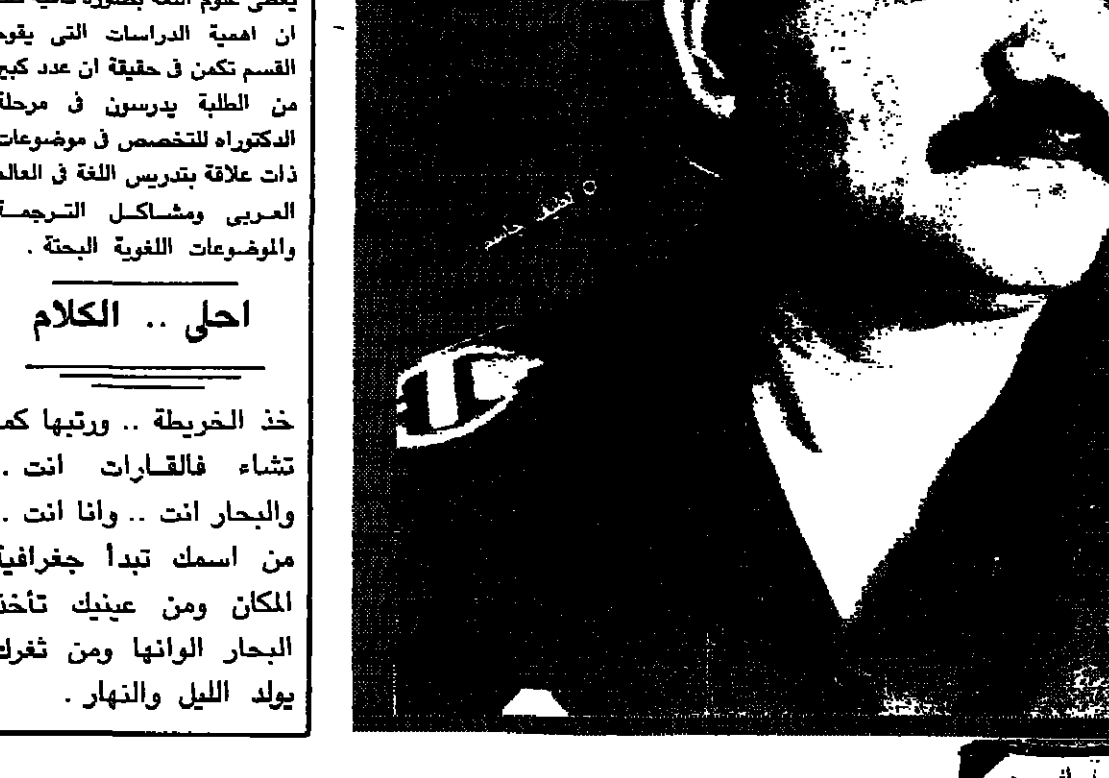 ان اهمية الدراسات التى يقوم
القسم تكمن فى حقيقة ان عدد كبير
من الطلبة يدرسون فى مرحلة
الدكتوراه للتخصص فى موضوعات
ذات علاقة بتدريس اللغة فى العالم
العربى ومشاكل الترجمة
والموضوعات اللغوية البحتة .
احلى .. الكلام
خذ الخريطة .. ورتبها كما
تشاء فالقارات انت ..
والبحار انت .. وانا انت ..
من اسمك تبدأ جغرافية
المكان ومن عينيك تأخذ
البحار الوانها ومن ثغرك
يولد الليل والنهار .